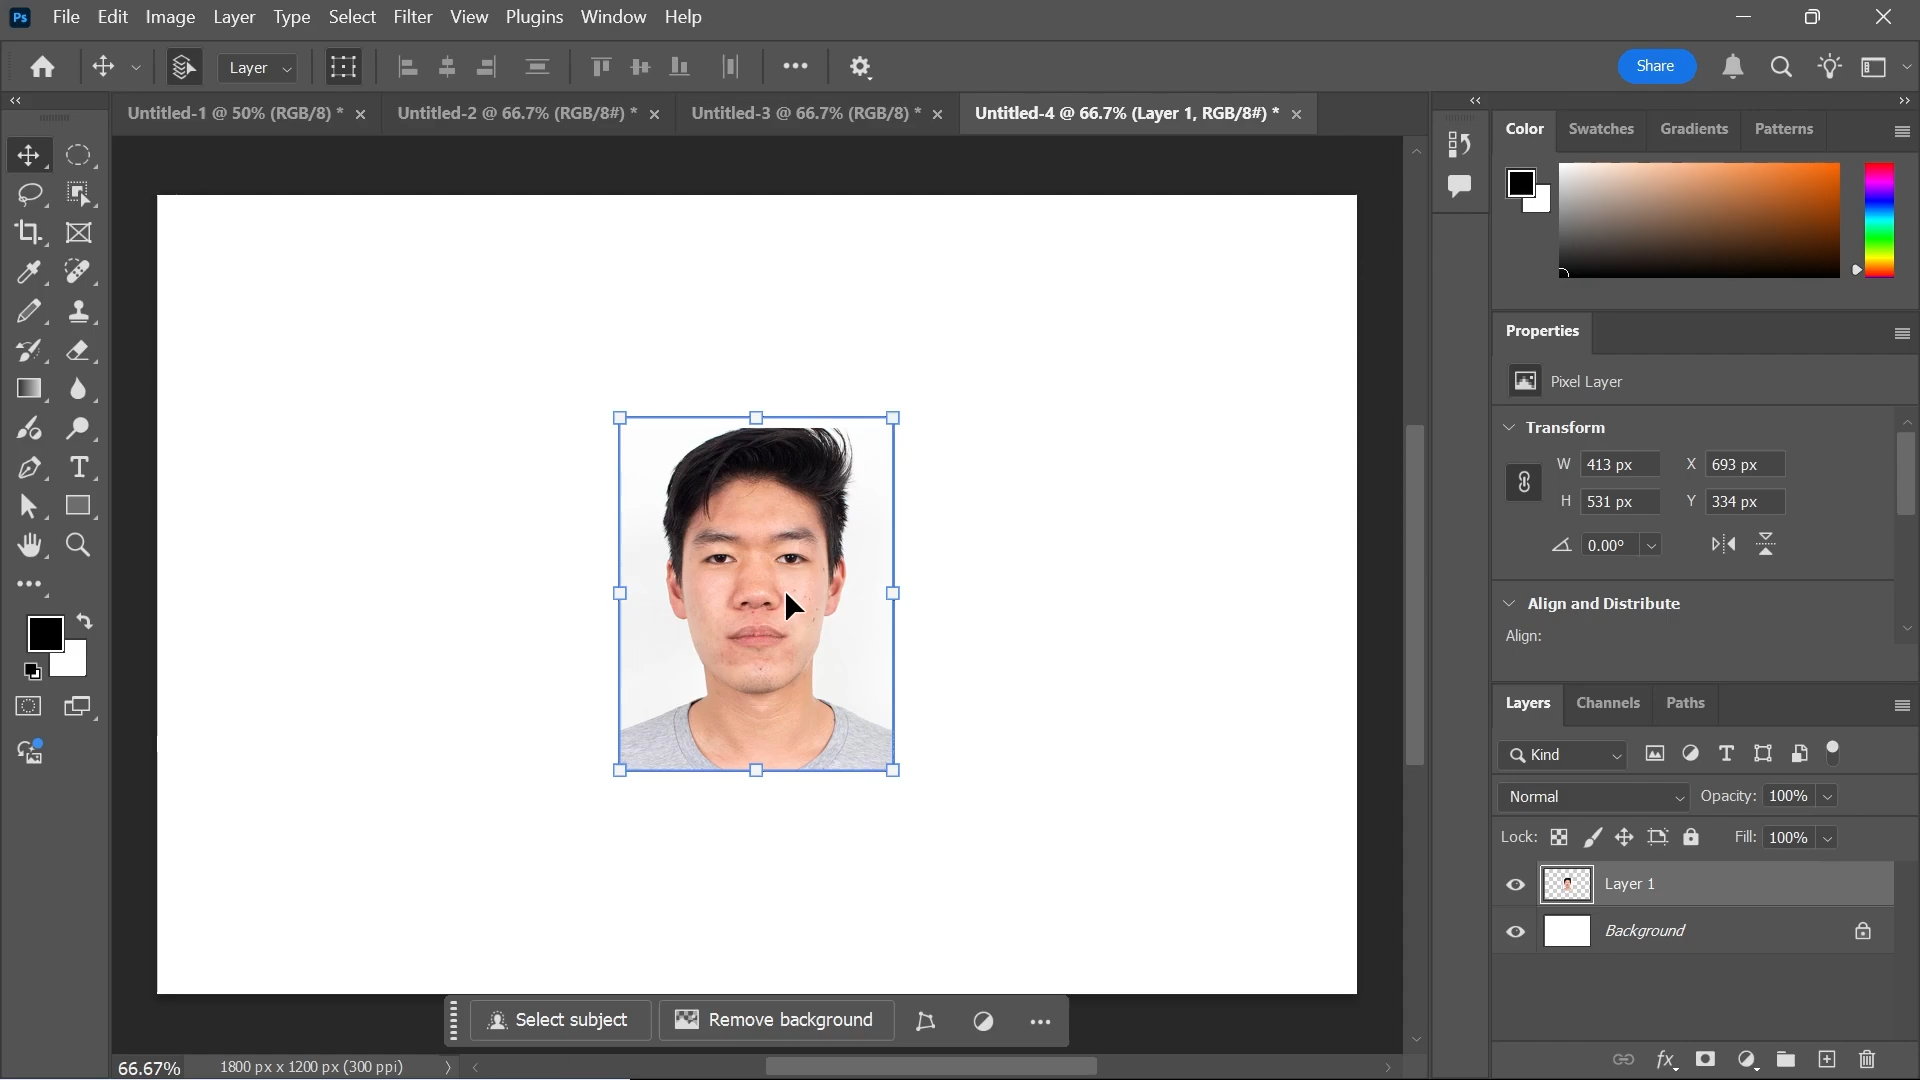 Ps File Edit Image Layer Type Select Filter View Plugins Window Help
Layer Share
Untitled-1 @ 50% (RGB/8) * Untitled-2 @ 66.7% (RGB/8#) * Untitled-3 @ 66.7% (RGB/8) * Untitled-4 @ 66.7% (Layer 1, RGB/8#) *
Color Swatches Gradients Patterns
Properties
Pixel Layer
Transform
W 413 px X 693 px
H 531 px Y 334 px
0.00°
Align and Distribute
Align:
Layers Channels Paths
Kind
Normal Opacity: 100%
Lock: Fill: 100%
Layer 1
Background
Select subject Remove background
66.67% 1800 px x 1200 px (300 ppi)